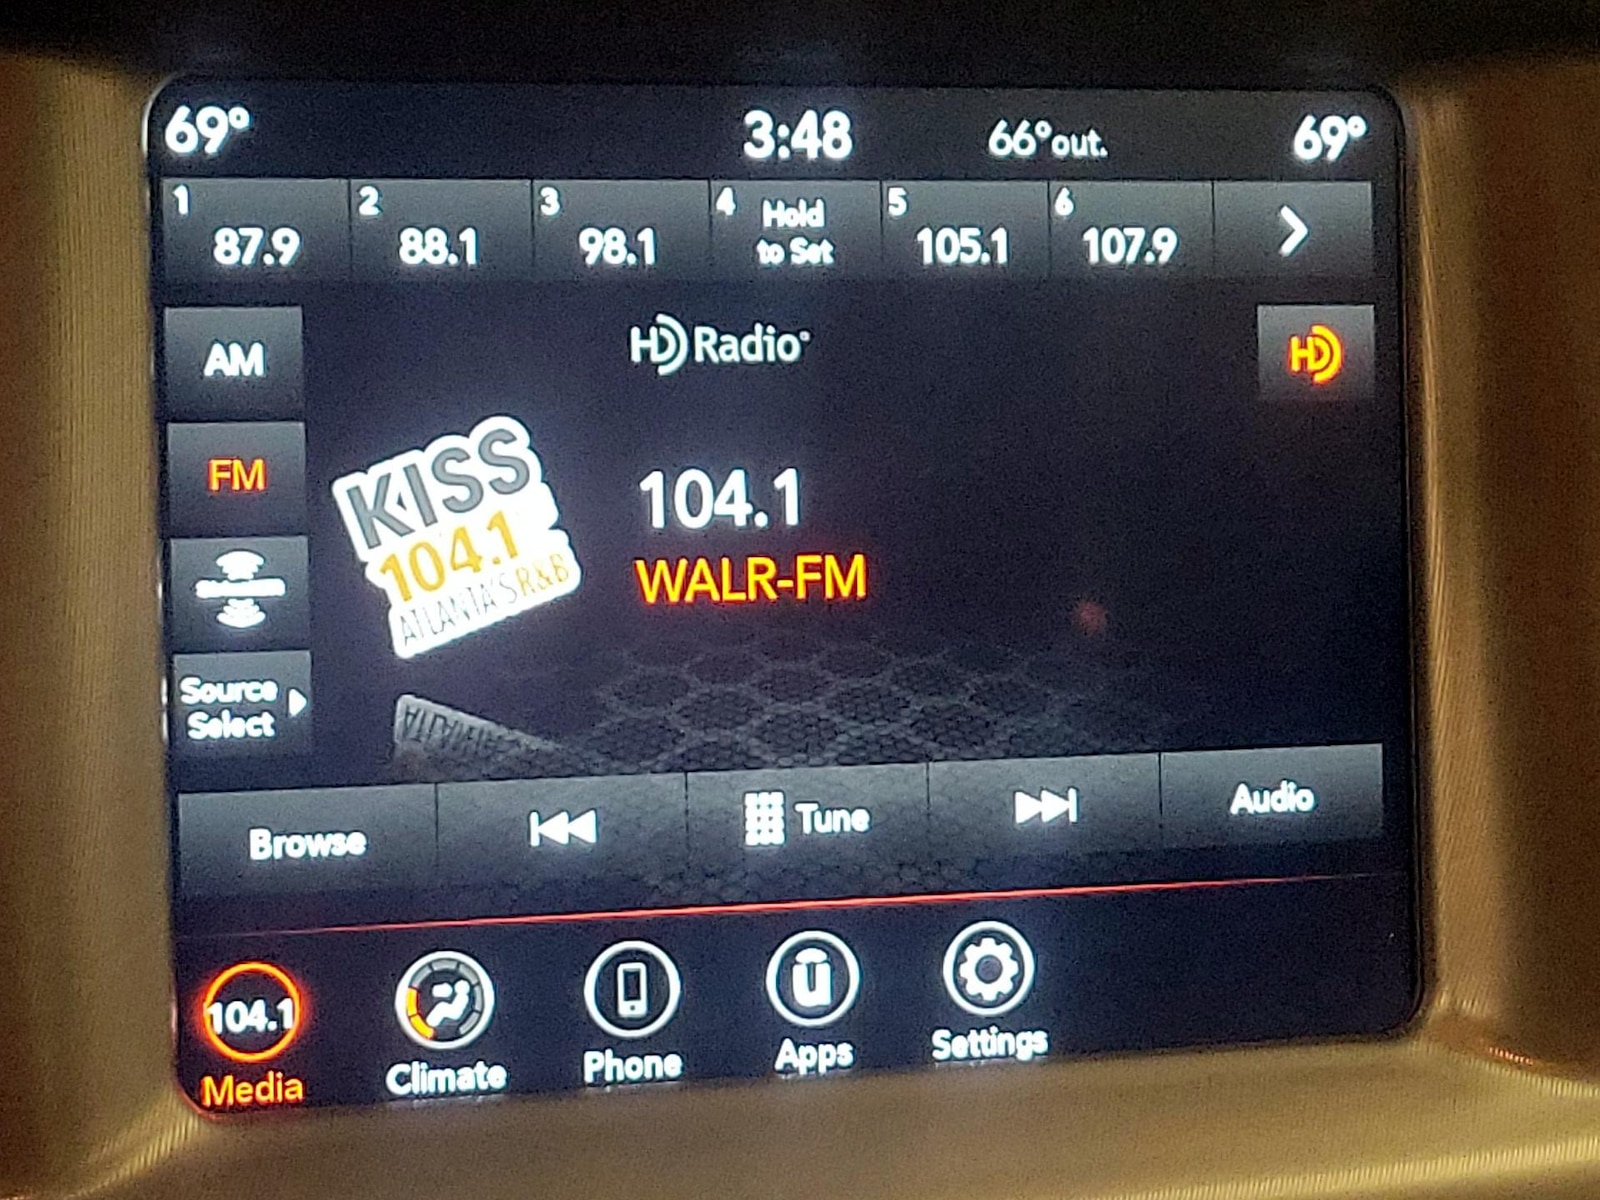 69° 3:48 66°out. 69°
1 2 3 4 Hold 5 6
87.9 88.1 98.1 to Set 105.1 107.9
HD Radio
AM
HD
FM
KISS
104.1
ATLANTA'S R&B
104.1
WALR-FM
Source
Select
Browse
Tune
Audio
104.1
Media
Climate
Phone
Apps
Settings